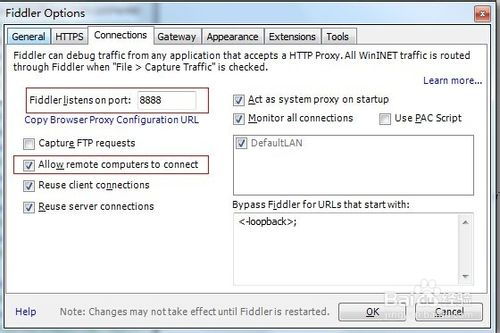 Fiddler Options
General
HTTPS
Connections
Gateway
Appearance
Extensions
Tools
Fiddler can debug traffic from any application that accepts a HTTP Proxy. All WinINET traffic is routed
through Fiddler when "File > Capture Traffic" is checked.
Learn more...
Fiddler listens on port: 8888
Copy Browser Proxy Configuration URL
Capture FTP requests
Allow remote computers to connect
Reuse client connections
Reuse server connections
Act as system proxy on startup
Monitor all connections
Use PAC Script
DefaultLAN
Bypass Fiddler for URLs that start with:
<-loopback>;
Help
Note: Changes may not take effect until Fiddler is restarted.
OK
Cancel